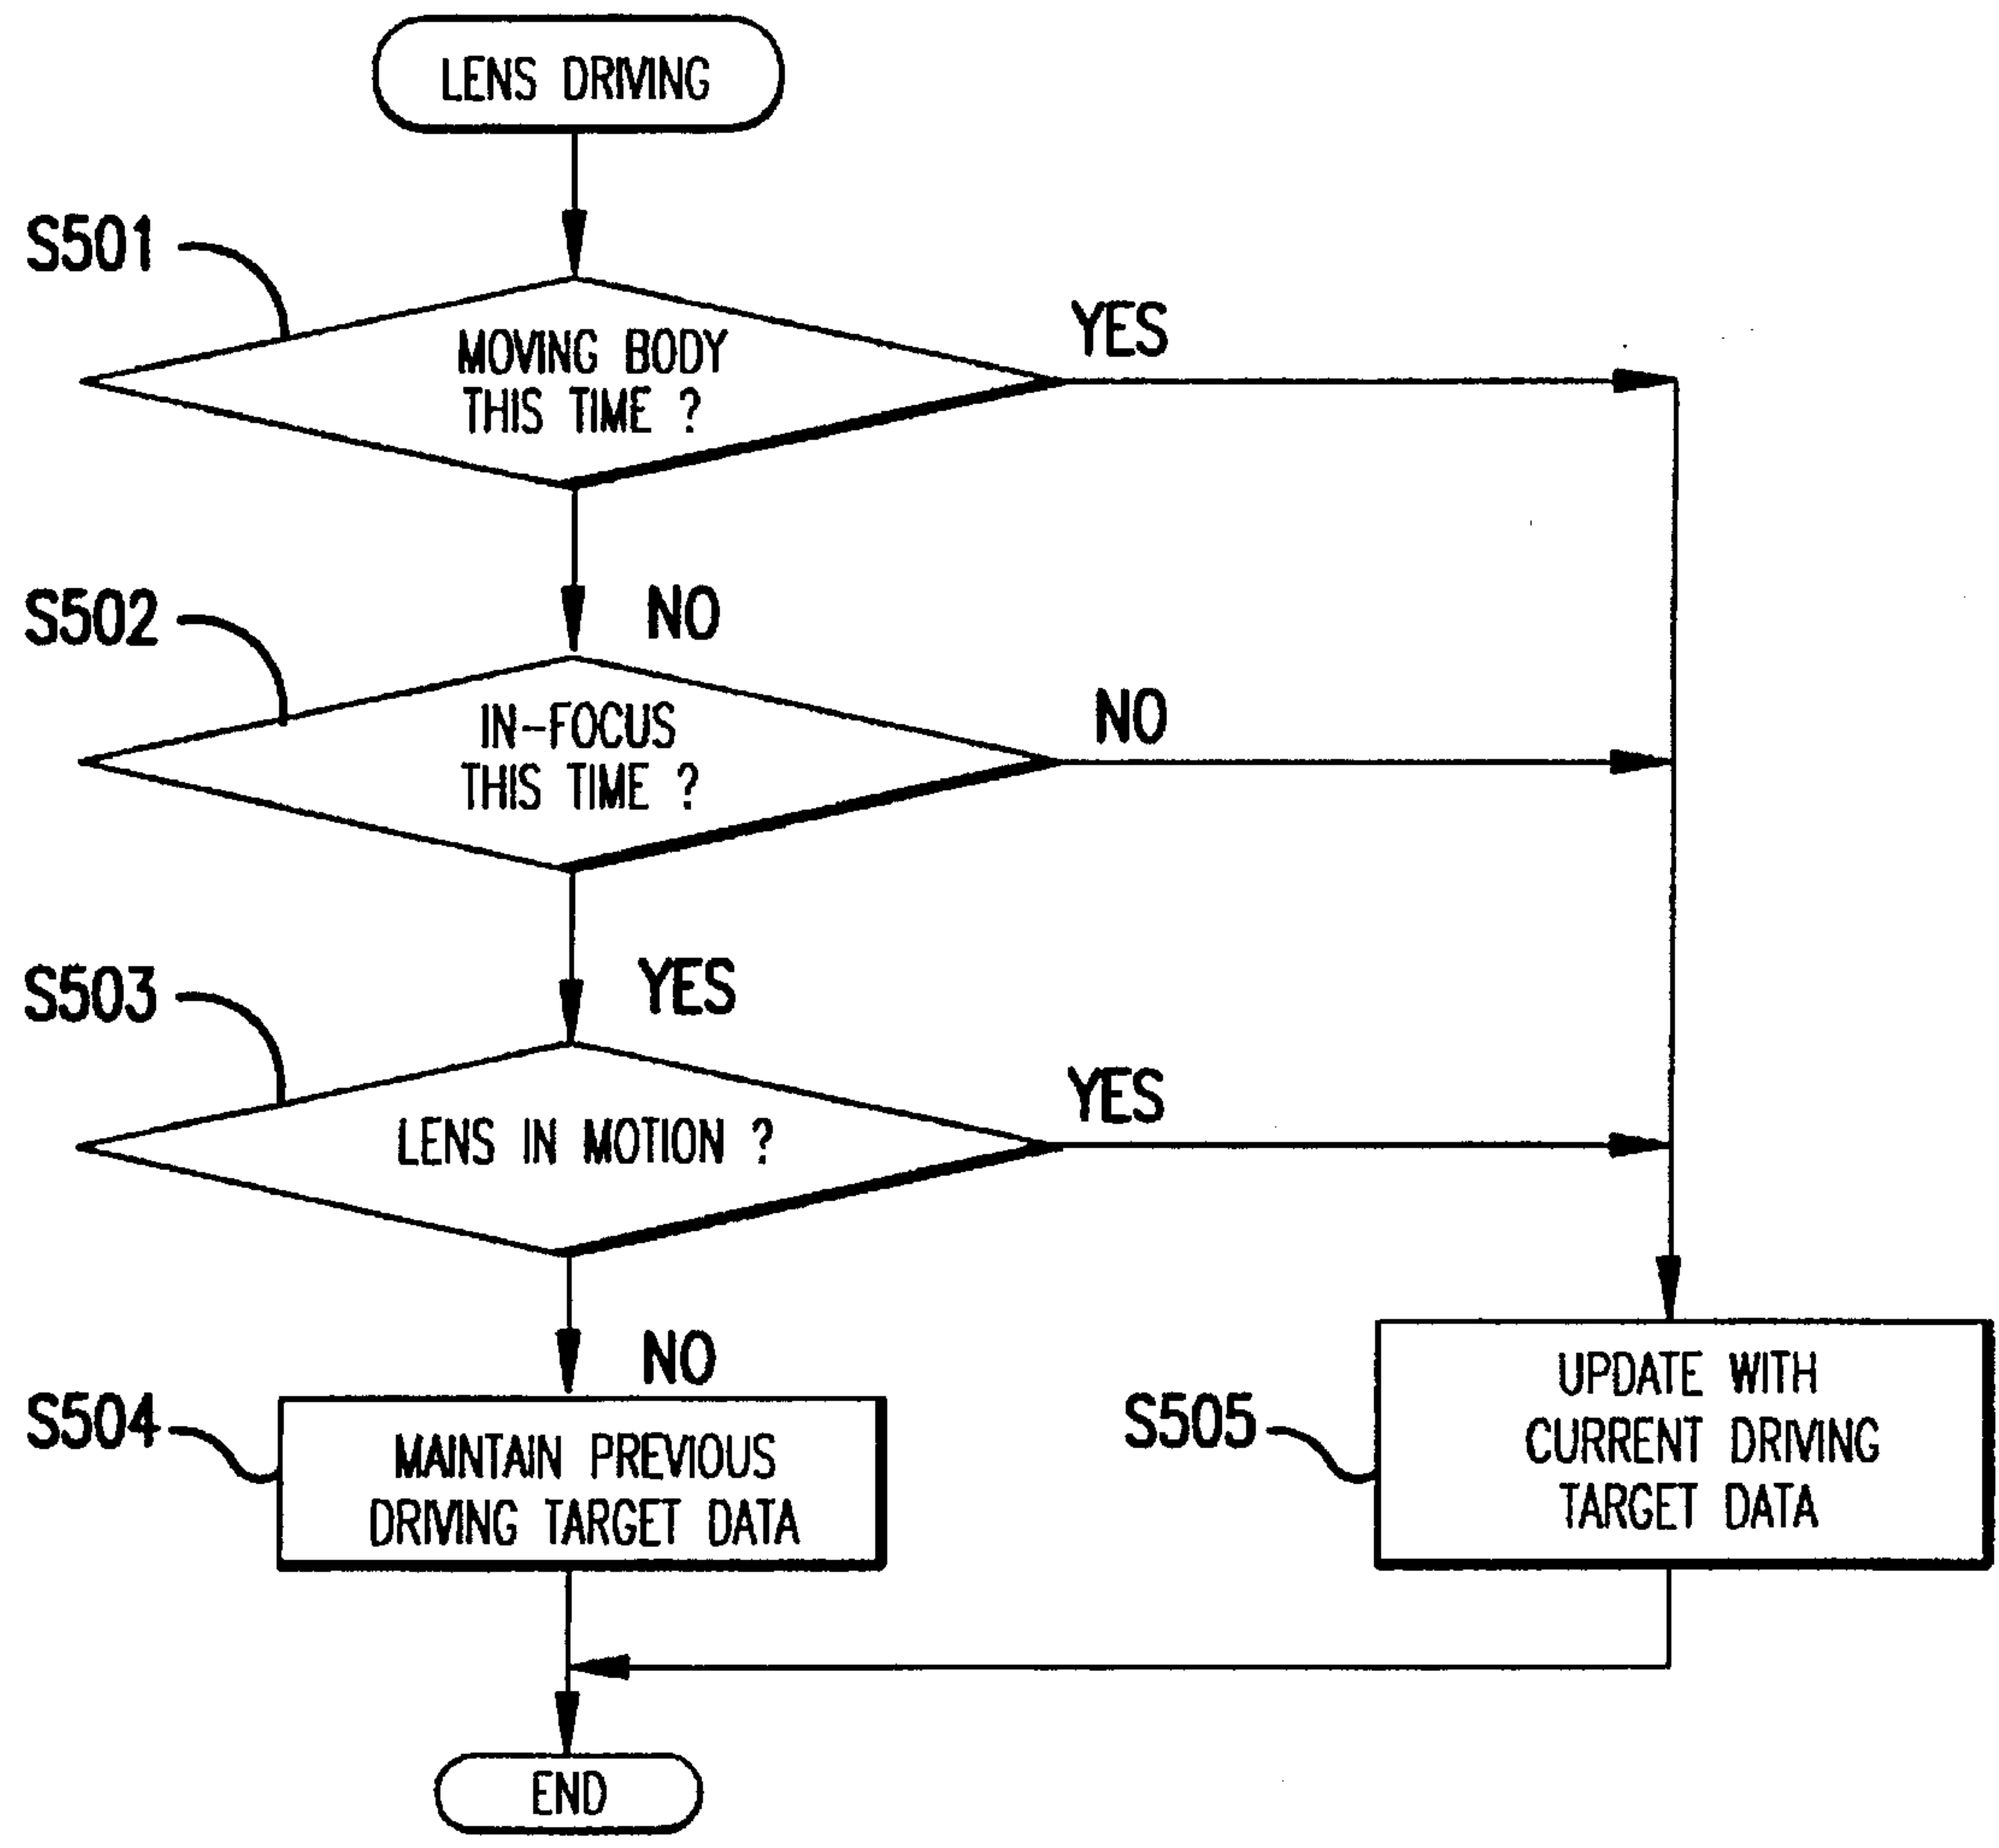 LENS DRIVING
S501
MOVING BODY
THIS TIME ?
YES
NO
S502
IN-FOCUS
THIS TIME ?
NO
YES
S503
LENS IN MOTION ?
YES
NO
S504
MAINTAIN PREVIOUS
DRIVING TARGET DATA
S505
UPDATE WITH
CURRENT DRIVING
TARGET DATA
END